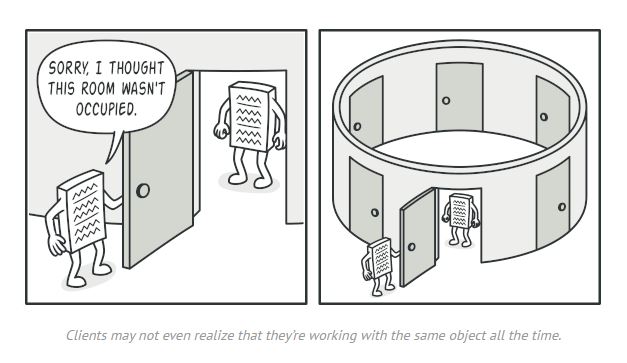 SORRY, I THOUGHT
THIS ROOM WASN'T
OCCUPIED.
Clients may not even realize that they're working with the same object all the time.